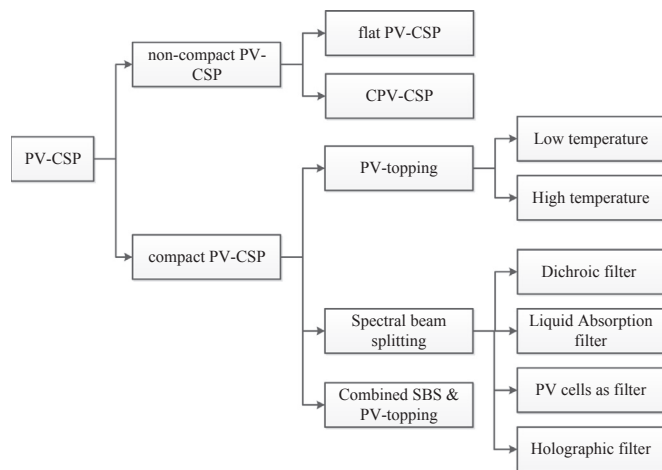 flat PV-CSP
non-compact PV-
CSP
CPV-CSP
Low temperature
PV-CSP
PV-topping
High temperature
compact PV-CSP
Dichroic filter
Spectral beam
splitting
Liquid Absorption
filter
PV cells as filter
Combined SBS &
PV-topping
Holographic filter